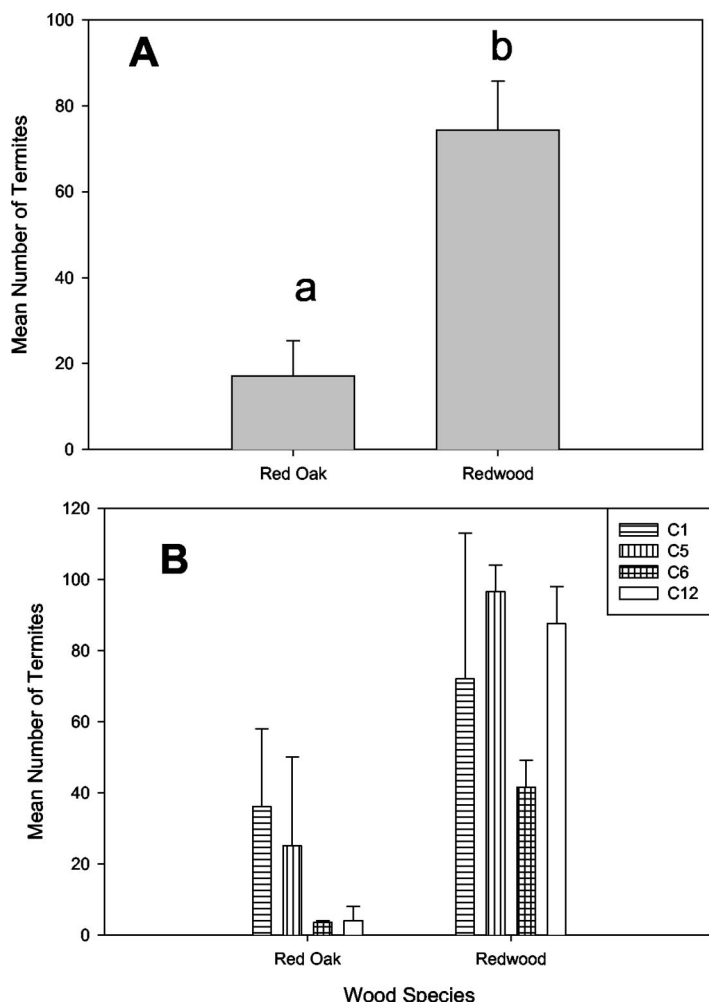 100
A
b
80
60
40
a
20
0
Mean Number of Termites
Red Oak
Redwood
120
B
C1
C5
C6
C12
100
80
60
40
20
0
Mean Number of Termites
Red Oak
Redwood
Wood Species